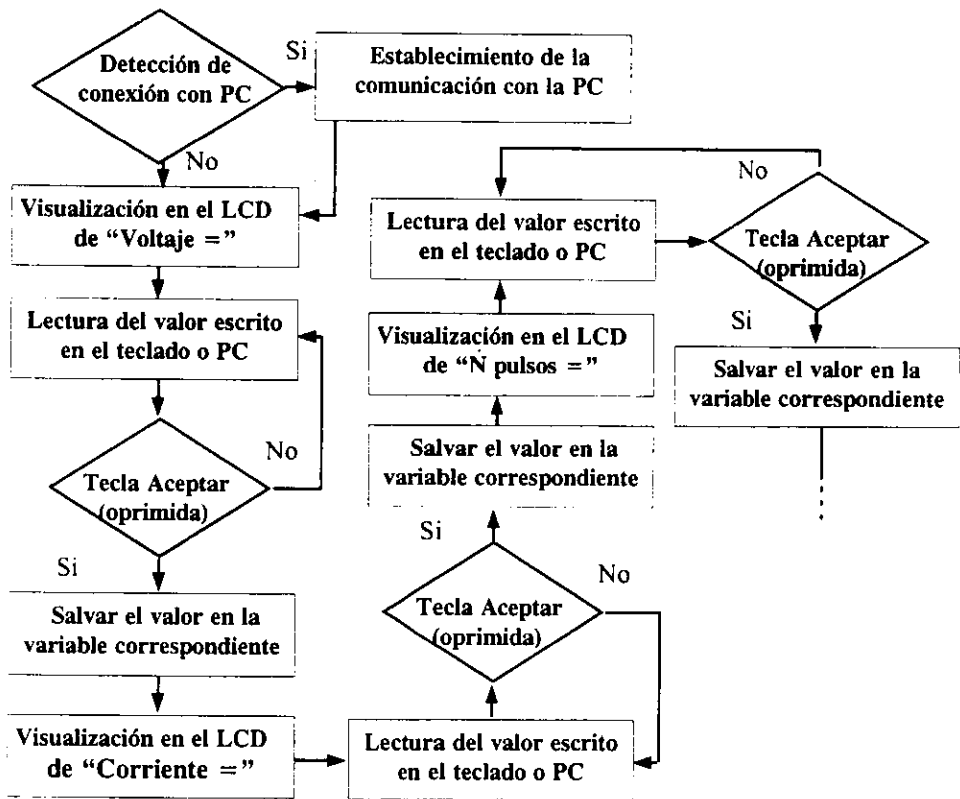 Detección de
conexión con PC
Si
Establecimiento de la
comunicación con la PC
No
Visualización en el LCD
de “Voltaje =”
Lectura del valor escrito
en el teclado o PC
Tecla Aceptar
(oprimida)
No
Si
Salvar el valor en la
variable correspondiente
Visualización en el LCD
de “Corriente =”
Lectura del valor escrito
en el teclado o PC
Tecla Aceptar
(oprimida)
No
Si
Salvar el valor en la
variable correspondiente
Visualización en el LCD
de “N pulsos =”
Lectura del valor escrito
en el teclado o PC
Tecla Aceptar
(oprimida)
No
Si
Salvar el valor en la
variable correspondiente